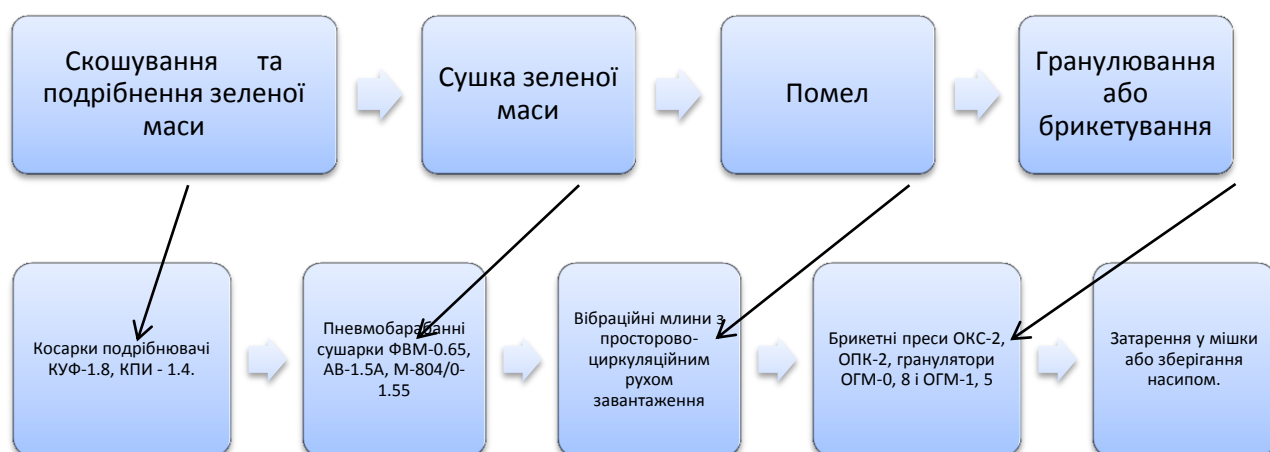 Скошування та
подрібнення зеленої
маси
Сушка зеленої
маси
Помел
Гранулювання
або
брикетування
Косарки подрібнювачі
КУФ-1.8, КПИ - 1.4.
Пневмобарабанні
сушарки ФВМ-0.65,
АВ-1.5А, М-804/0-
1.55
Вібраційні млини з
просторово-
циркуляційним
рухом
завантаження
Брикетні преси ОКС-2,
ОПК-2, гранулятори
ОГМ-0, 8 і ОГМ-1, 5
Затарення у мішки
або зберігання
насипом.